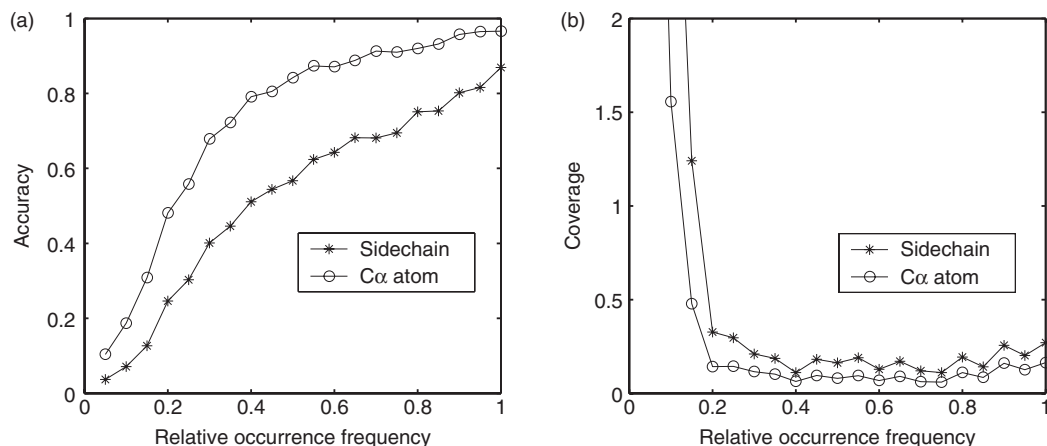 (a)
1
0.8
0.6
0.4
0.2
0
Accuracy
Sidechain
Cα atom
0 0.2 0.4 0.6 0.8 1
Relative occurrence frequency
(b)
2
1.5
1
0.5
0
Coverage
Sidechain
Cα atom
0 0.2 0.4 0.6 0.8 1
Relative occurrence frequency